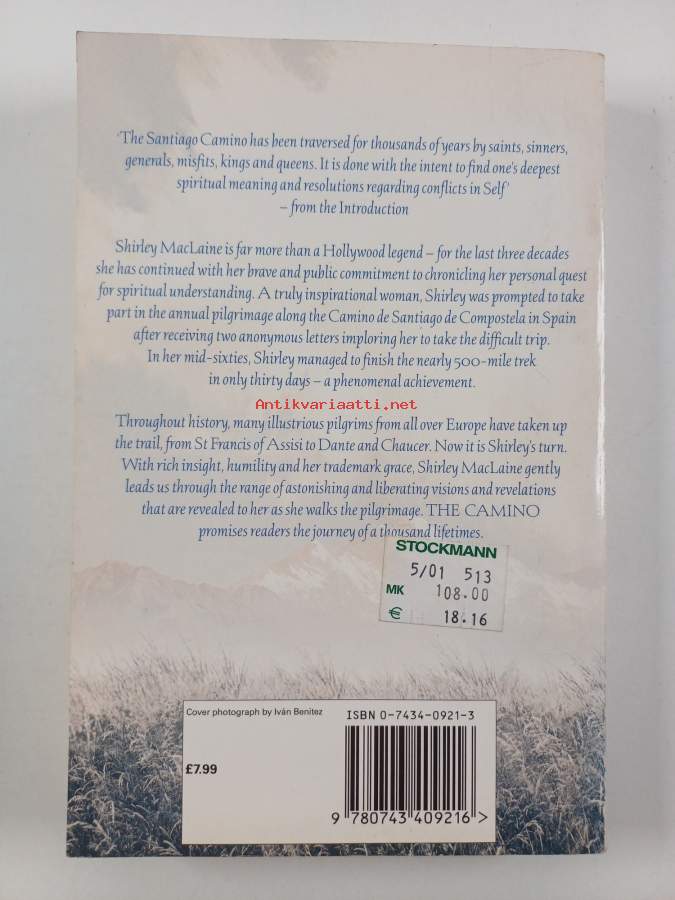 'The Santiago Camino has been traversed for thousands of years by saints, sinners,
generals, misfits, kings and queens. It is done with the intent to find one's deepest
spiritual meaning and resolutions regarding conflicts in Self'
– from the Introduction
Shirley MacLaine is far more than a Hollywood legend – for the last three decades
she has continued with her brave and public commitment to chronicling her personal quest
for spiritual understanding. A truly inspirational woman, Shirley was prompted to take
part in the annual pilgrimage along the Camino de Santiago de Compostela in Spain
after receiving two anonymous letters imploring her to take the difficult trip.
In her mid-sixties, Shirley managed to finish the nearly 500-mile trek
in only thirty days – a phenomenal achievement.
Antikvariaatti.net
Throughout history, many illustrious pilgrims from all over Europe have taken up
the trail, from St Francis of Assisi to Dante and Chaucer. Now it is Shirley's turn.
With rich insight, humility and her trademark grace, Shirley MacLaine gently
leads us through the range of astonishing and liberating visions and revelations
that are revealed to her as she walks the pilgrimage. THE CAMINO
promises readers the journey of a thousand lifetimes.
STOCKMANN
5/01 513
MK 108.00
€ 18.16
Cover photograph by Iván Benítez
ISBN 0-7434-0921-3
£7.99
9 780743 409216 >